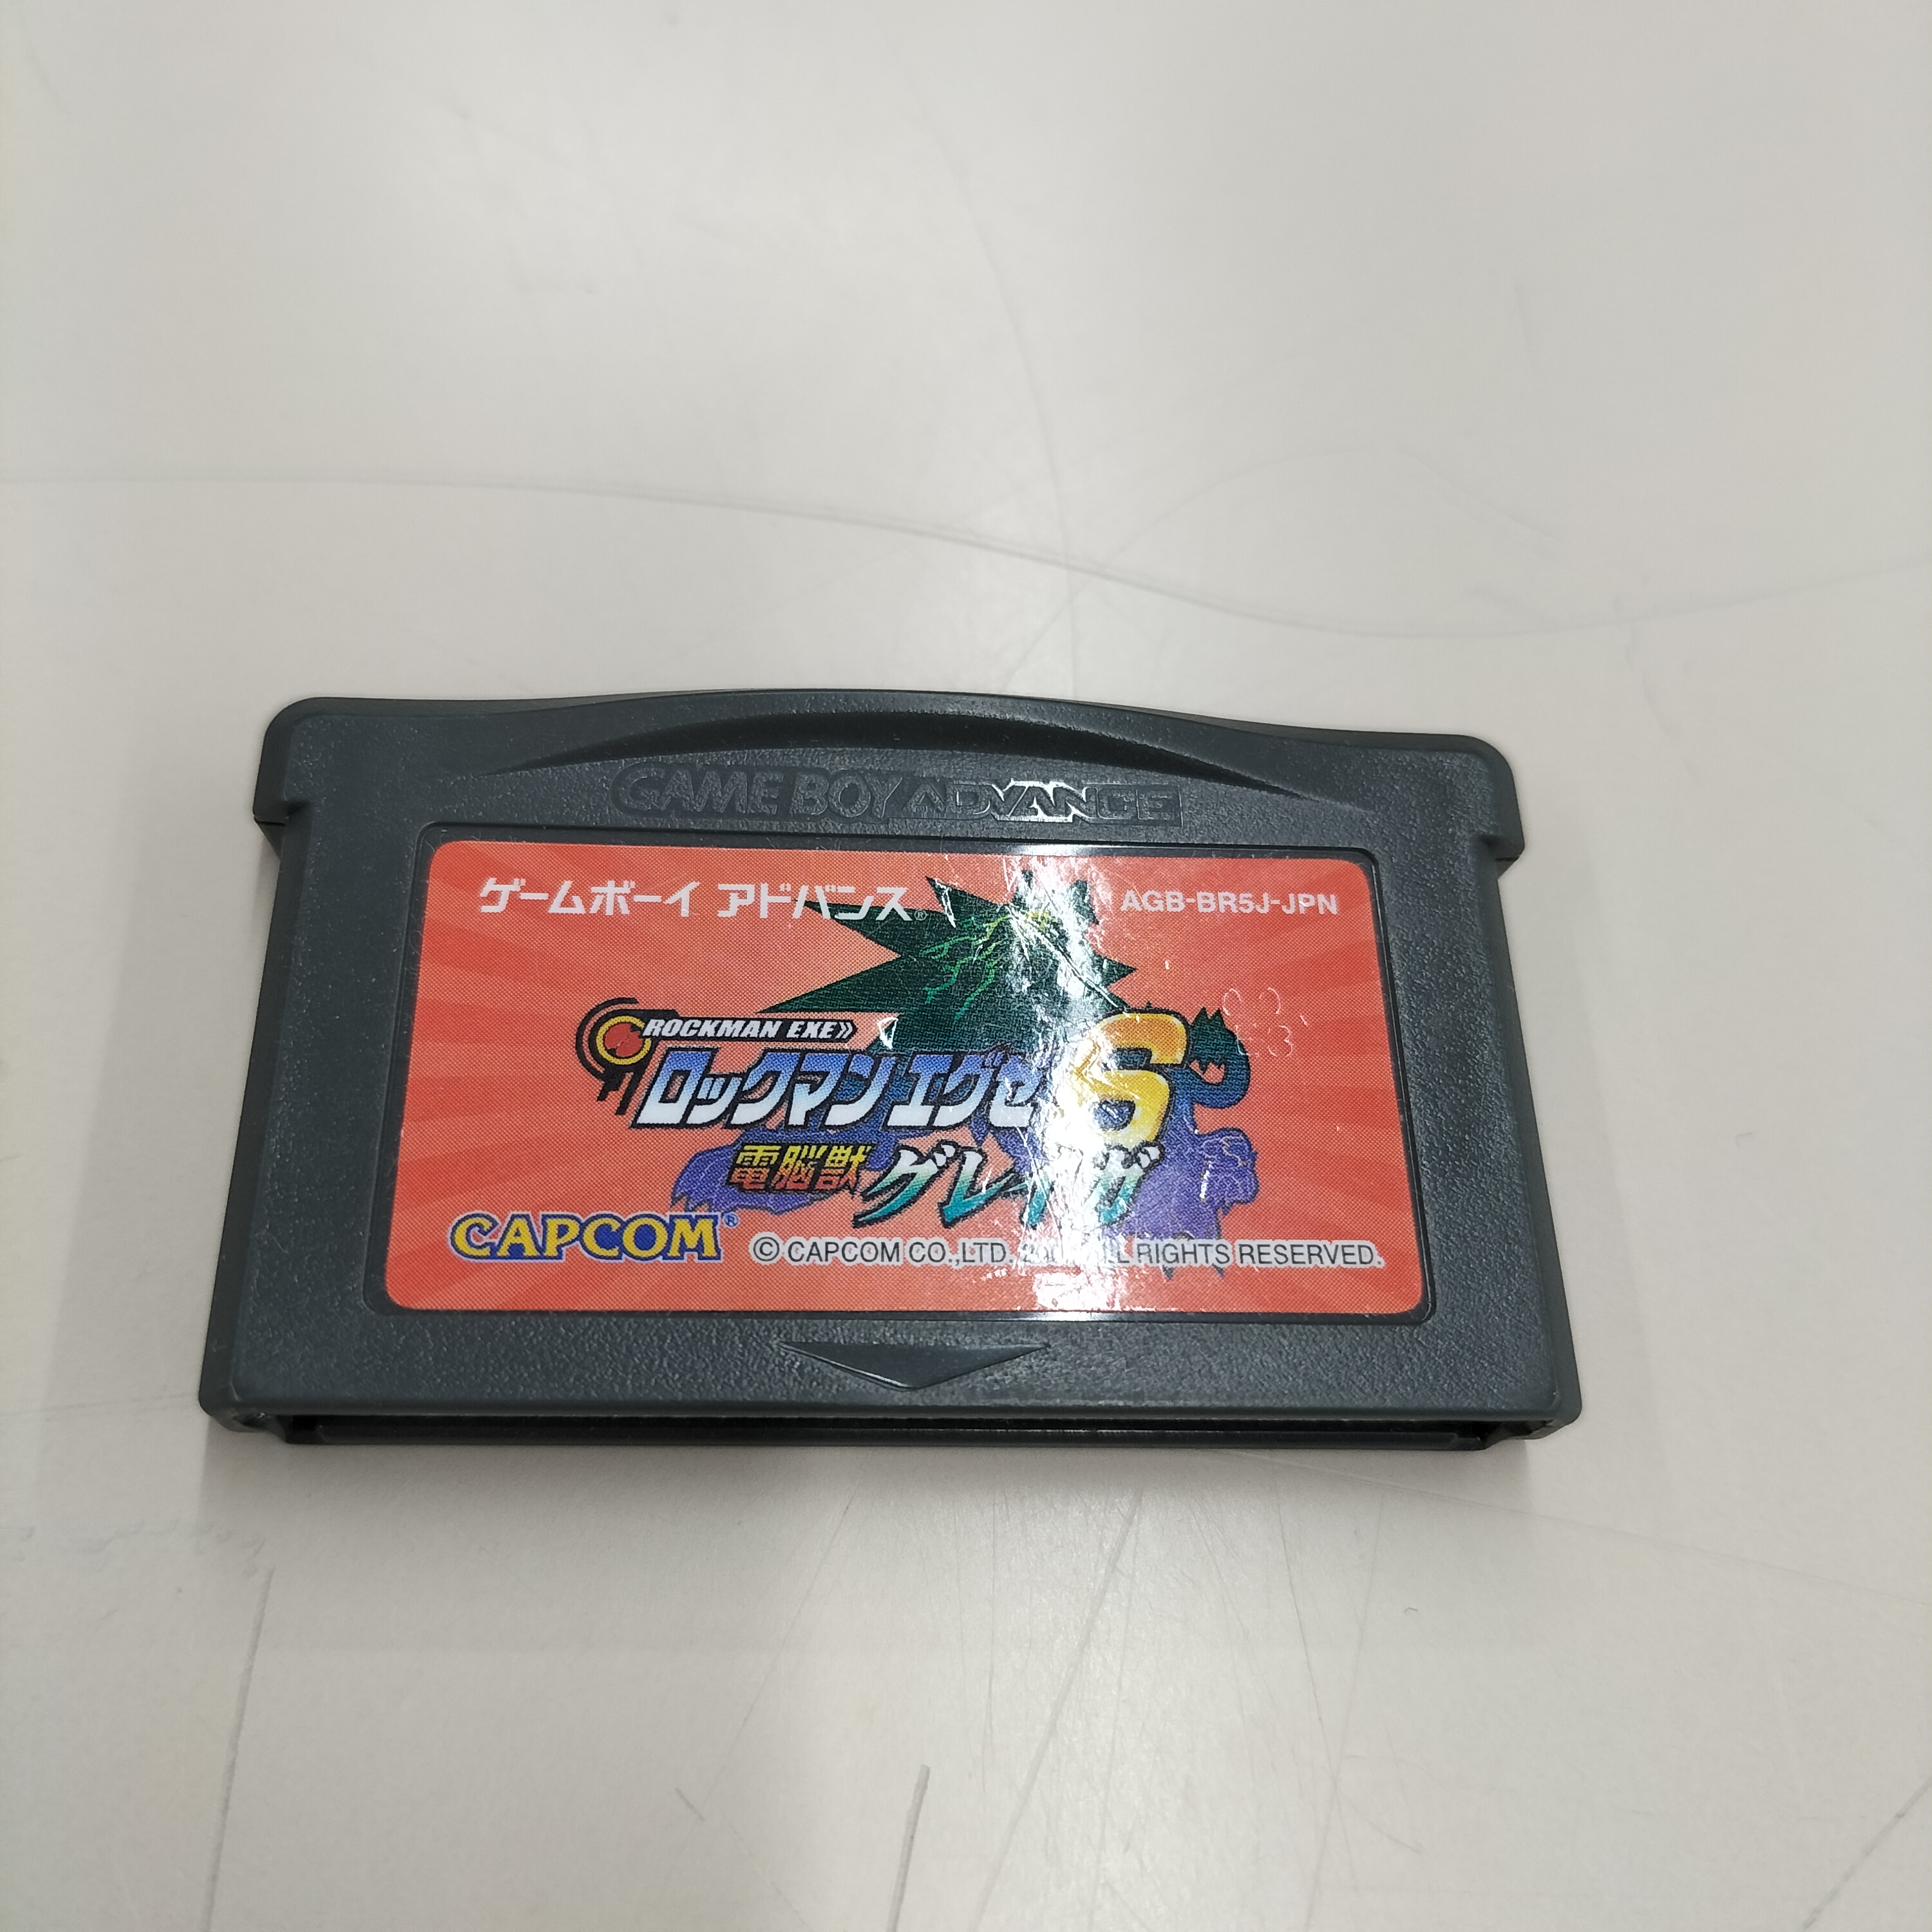 GAME BOY ADVANCE
ゲームボーイ アドバンス®
AGB-BR5J-JPN
ROCKMAN EXE
ロックマン エグゼ 6
電脳獣 グレイガ
CAPCOM®
© CAPCOM CO.,LTD. RIGHTS RESERVED.